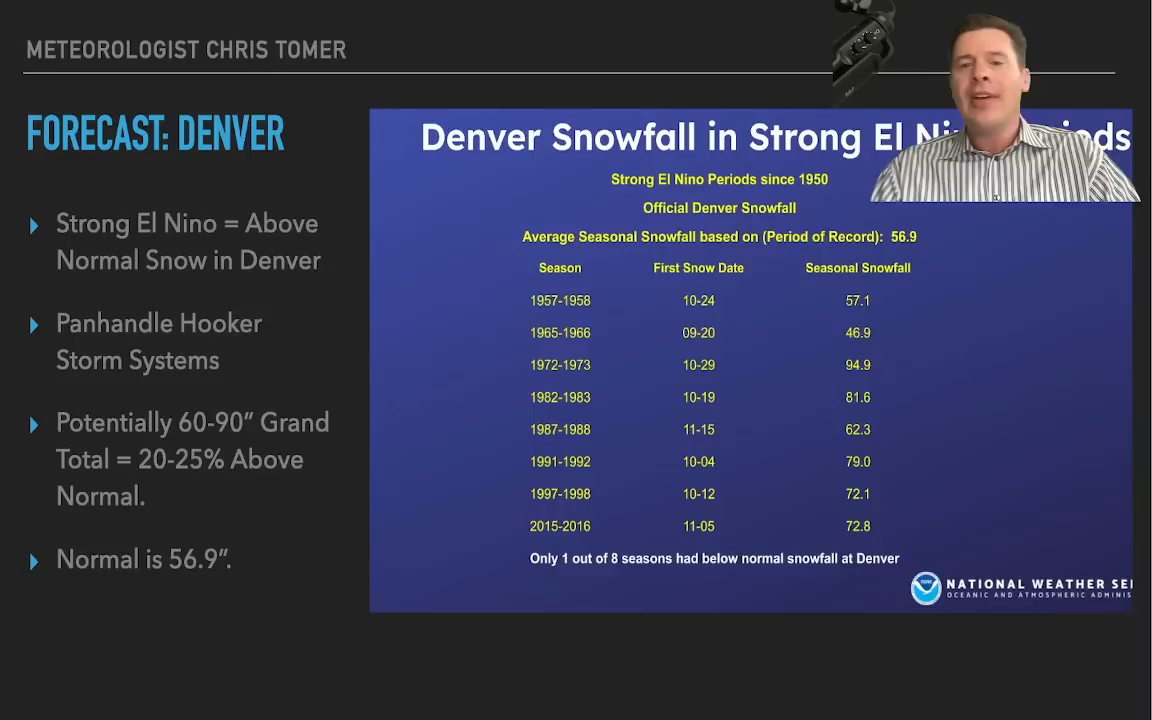 METEOROLOGIST CHRIS TOMER
FORECAST: DENVER
Strong El Nino = Above
Normal Snow in Denver
Panhandle Hooker
Storm Systems
Potentially 60-90” Grand
Total = 20-25% Above
Normal.
Normal is 56.9”.
Denver Snowfall in Strong El
Strong El Nino Periods since 1950
Official Denver Snowfall
Average Seasonal Snowfall based on (Period of Record): 56.9
Season First Snow Date Seasonal Snowfall
1957-1958 10-24 57.1
1965-1966 09-20 46.9
1972-1973 10-29 94.9
1982-1983 10-19 81.6
1987-1988 11-15 62.3
1991-1992 10-04 79.0
1997-1998 10-12 72.1
2015-2016 11-05 72.8
Only 1 out of 8 seasons had below normal snowfall at Denver
NATIONAL WEATHER SE
OCEANIC AND ATMOSPHERIC ADMINIS